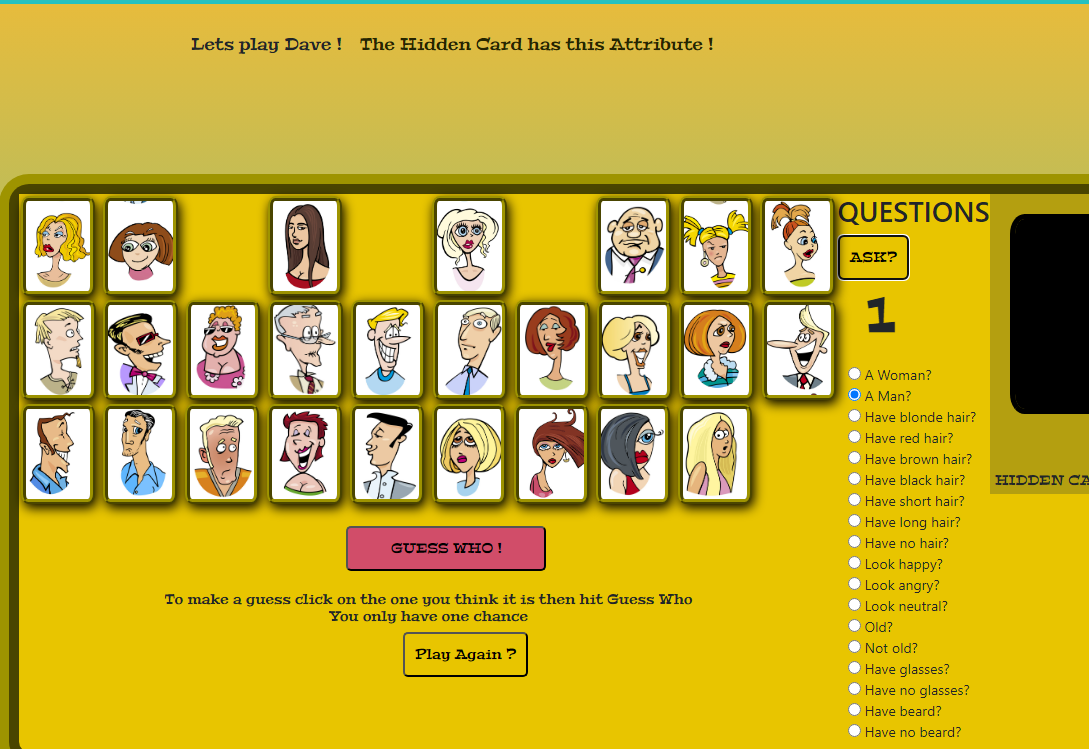 Lets play Dave ! The Hidden Card has this Attribute !
QUESTIONS
ASK?
1
A Woman?
A Man?
Have blonde hair?
Have red hair?
Have brown hair?
Have black hair?
Have short hair?
Have long hair?
Have no hair?
Look happy?
Look angry?
Look neutral?
Old?
Not old?
Have glasses?
Have no glasses?
Have beard?
Have no beard?
HIDDEN CA
GUESS WHO !
To make a guess click on the one you think it is then hit Guess Who
You only have one chance
Play Again ?